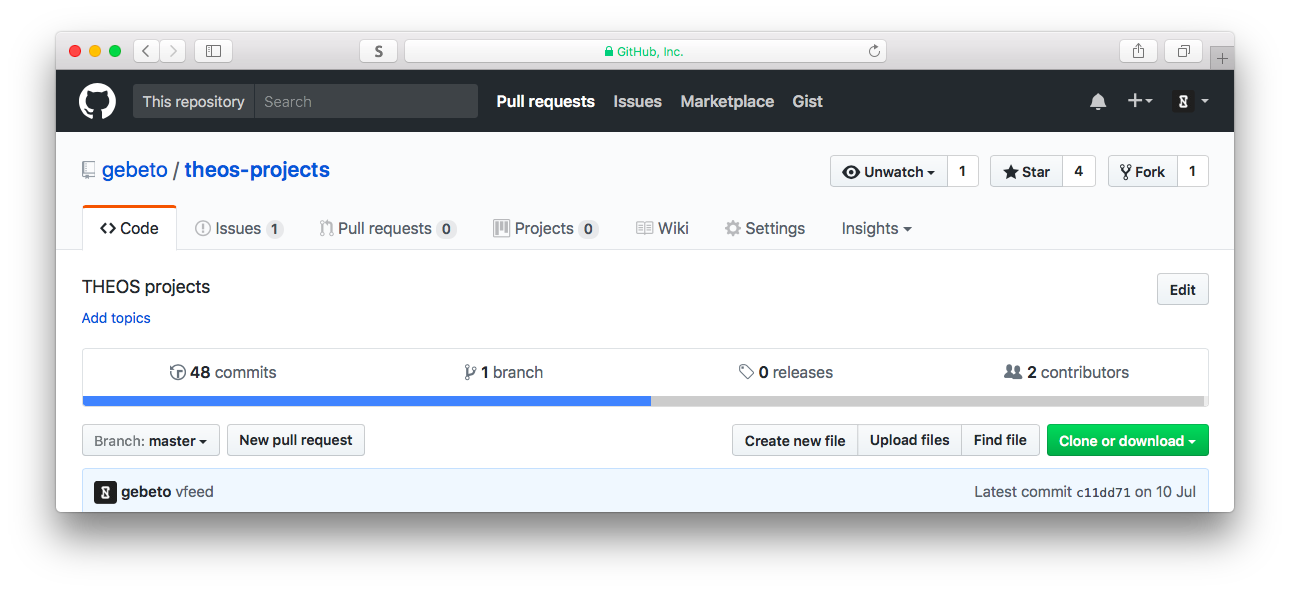 S GitHub, Inc.
This repository Search Pull requests Issues Marketplace Gist
gebeto / theos-projects Unwatch 1 Star 4 Fork 1
Code Issues 1 Pull requests 0 Projects 0 Wiki Settings Insights
THEOS projects Edit
Add topics
48 commits 1 branch 0 releases 2 contributors
Branch: master New pull request Create new file Upload files Find file Clone or download
gebeto vfeed Latest commit c11dd71 on 10 Jul